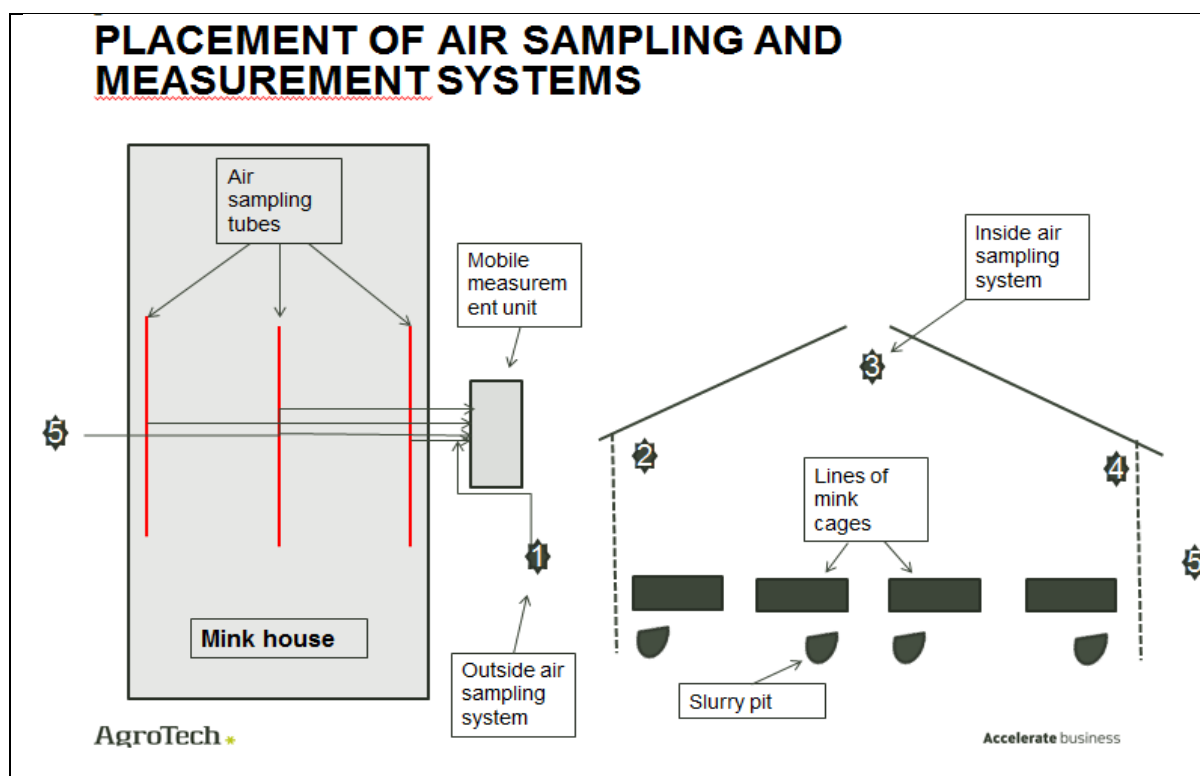 PLACEMENT OF AIR SAMPLING AND
MEASUREMENT SYSTEMS
Air
sampling
tubes
Mobile
measurem
ent unit
Inside air
sampling
system
3
5
2
4
Lines of
mink
cages
1
5
Mink house
Outside air
sampling
system
Slurry pit
AgroTech
Accelerate business